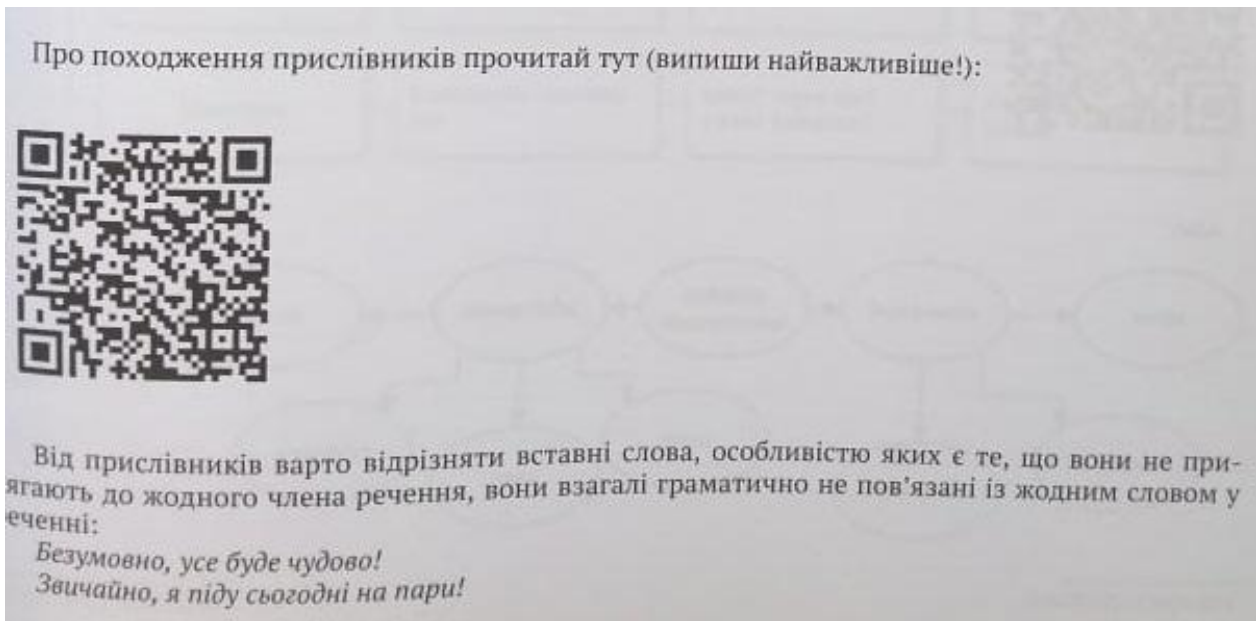 Про походження прислівників прочитай тут (випиши найважливіше!):
Від прислівників варто відрізняти вставні слова, особливістю яких є те, що вони не при-
ягають до жодного члена речення, вони взагалі граматично не пов'язані із жодним словом у
еченні:
Безумовно, усе буде чудово!
Звичайно, я піду сьогодні на пари!